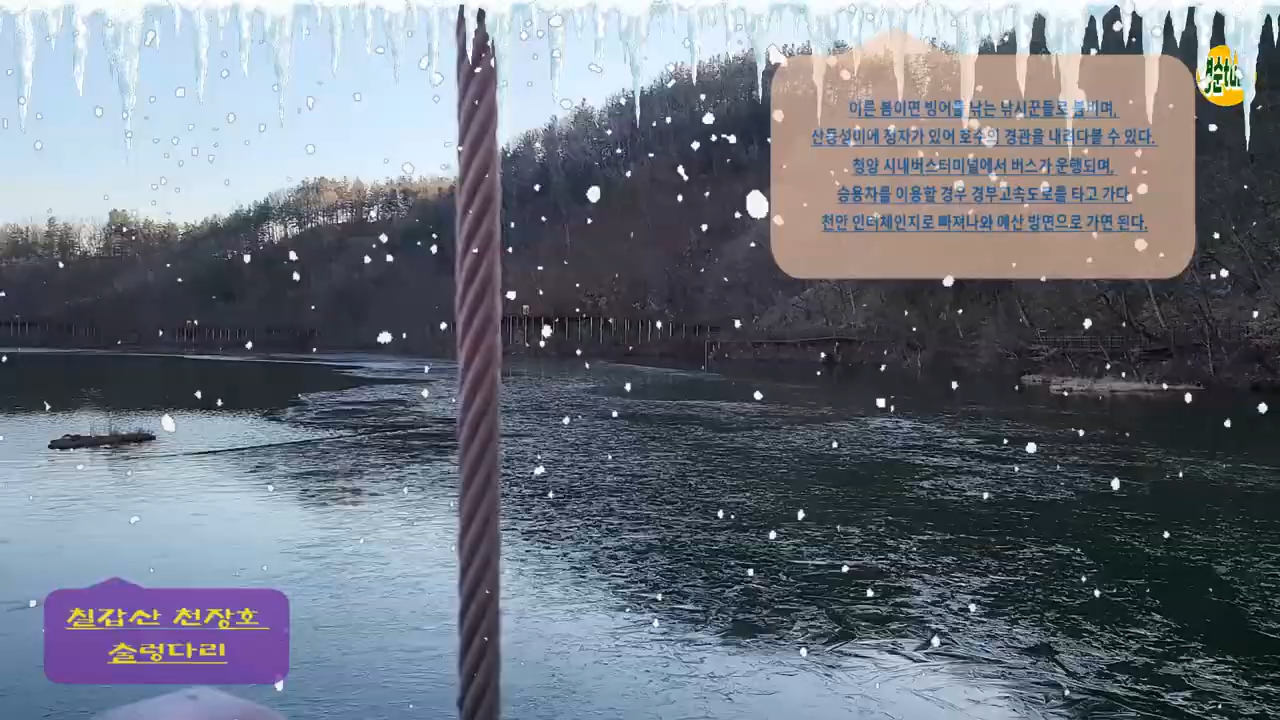 이른 봄이면 빙어를 낚는 낚시꾼들로 붐비며,
산등성이에 정자가 있어 호수의 경관을 내려다볼 수 있다.
청양 시내버스터미널에서 버스가 운행되며,
승용차를 이용할 경우 경부고속도로를 타고 가다
천안 인터체인지로 빠져나와 예산 방면으로 가면 된다.
칠갑산 천장호
출렁다리